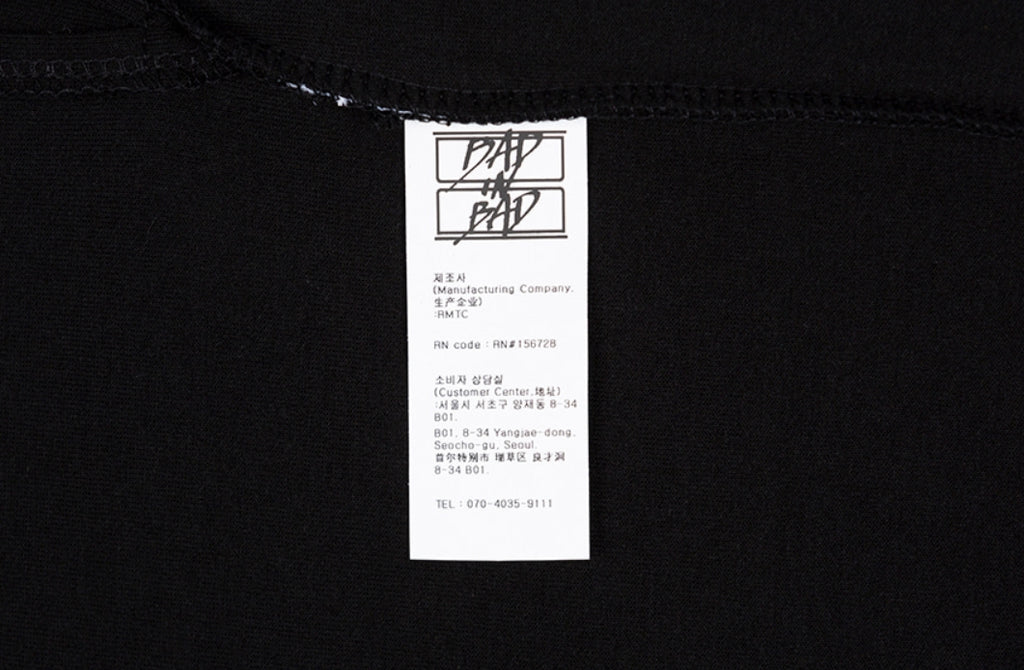 BAD
IN
BAD
제조사
(Manufacturing Company.
生产企业)
:RMTC
RN code : RN#156728
소비자 상담실
(Customer Center.地址)
:서울시 서초구 양재동 8-34
B01.
B01, 8-34 Yangjae-dong,
Seocho-gu, Seoul.
首尔特别市 瑞草区 良才洞
8-34 B01.
TEL : 070-4035-9111